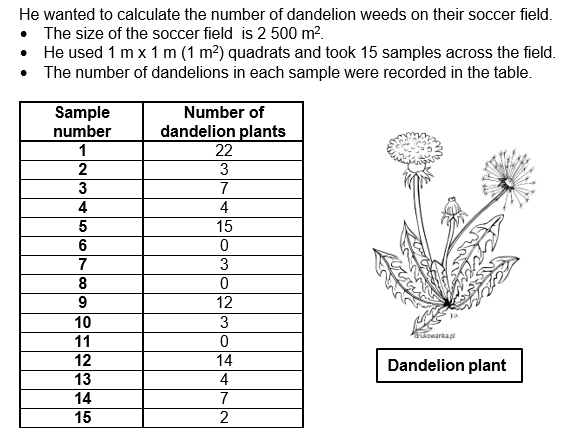 He wanted to calculate the number of dandelion weeds on their soccer field.
• The size of the soccer field is 2 500 m².
• He used 1 m x 1 m (1 m²) quadrats and took 15 samples across the field.
• The number of dandelions in each sample were recorded in the table.
Sample number Number of dandelion plants
1 22
2 3
3 7
4 4
5 15
6 0
7 3
8 0
9 12
10 3
11 0
12 14
13 4
14 7
15 2
Dandelion plant